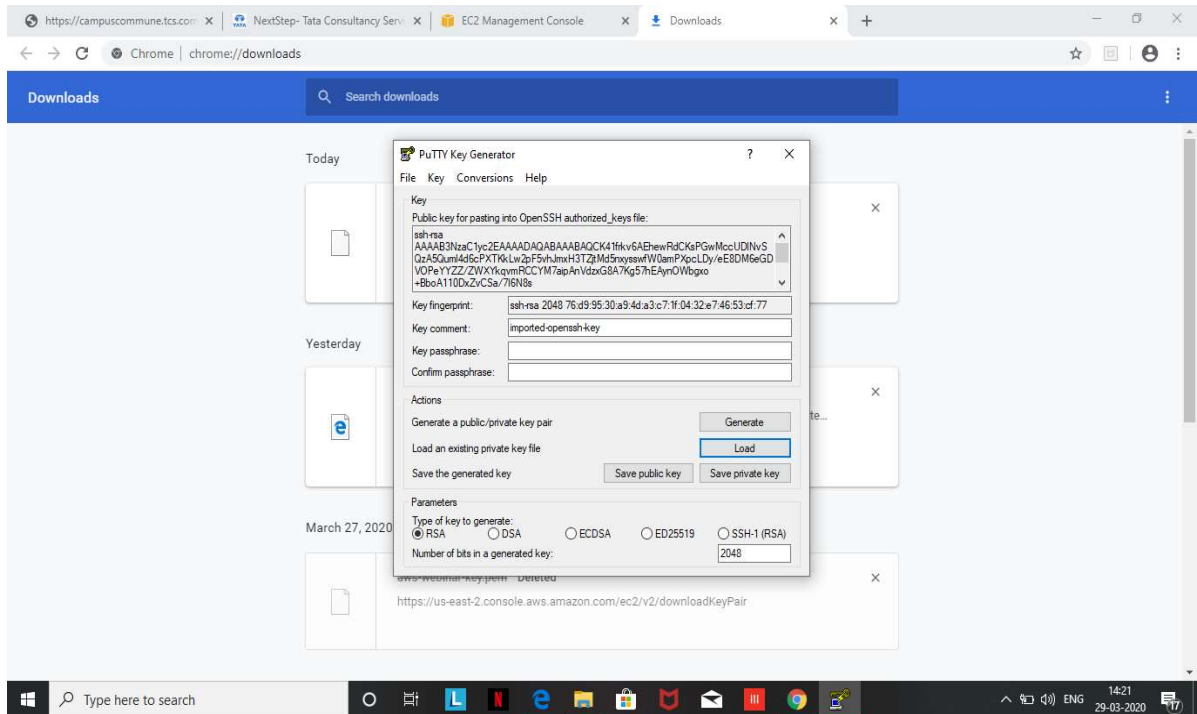 https://campuscommune.tcs.com
NextStep- Tata Consultancy Serv
EC2 Management Console
Downloads
Chrome | chrome://downloads
Downloads
Search downloads
Today
PuTTY Key Generator
File Key Conversions Help
Key
Public key for pasting into OpenSSH authorized_keys file:
ssh-rsa
Key fingerprint: ssh-rsa 2048 76:d9:95:30:a9:4d:a3:c7:1f:04:32:e7:46:53:cf:77
Key comment: imported-openssh-key
Yesterday
Key passphrase:
Confirm passphrase:
Actions
te...
Generate a public/private key pair Generate
Load an existing private key file Load
Save the generated key Save public key Save private key
Parameters
March 27, 2020
Type of key to generate:
RSA DSA ECDSA ED25519 SSH-1 (RSA)
Number of bits in a generated key: 2048
aws-webinar-key.pem Deleted
https://us-east-2.console.aws.amazon.com/ec2/v2/downloadKeyPair
Type here to search
ENG
14:21
29-03-2020
17